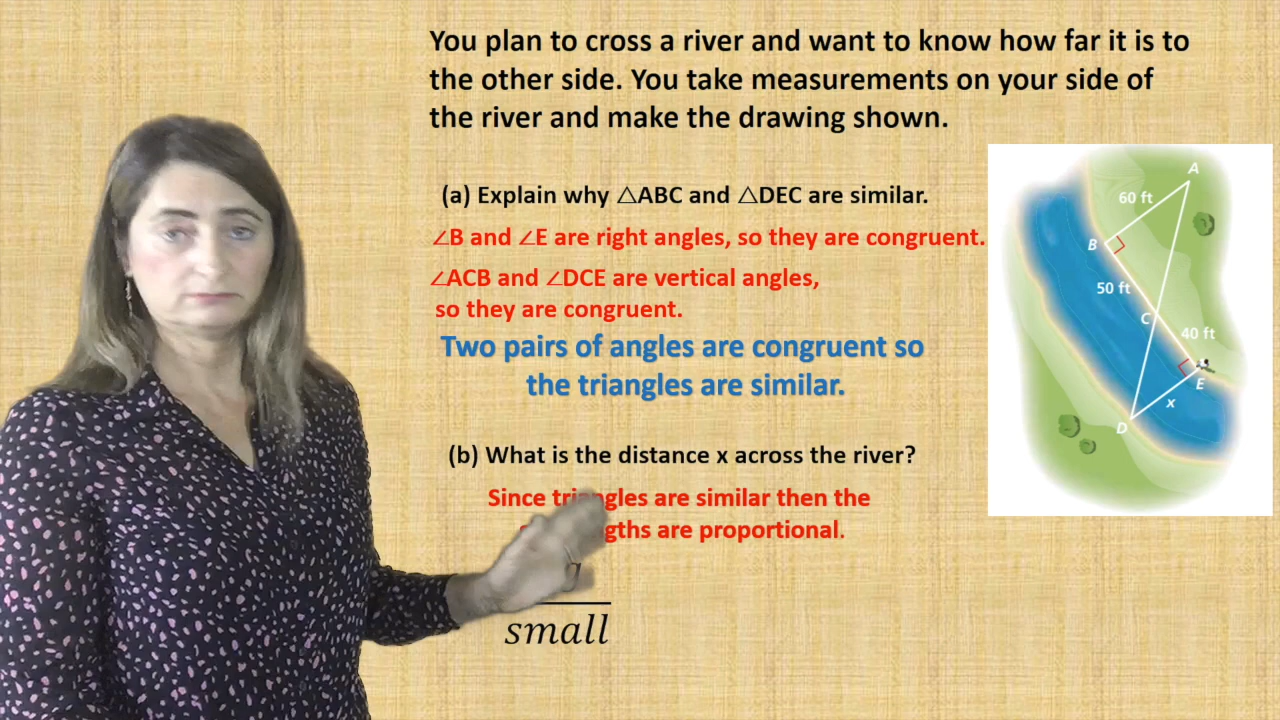 You plan to cross a river and want to know how far it is to
the other side. You take measurements on your side of
the river and make the drawing shown.
(a) Explain why △ABC and △DEC are similar.
∠B and ∠E are right angles, so they are congruent.
∠ACB and ∠DCE are vertical angles,
so they are congruent.
Two pairs of angles are congruent so
the triangles are similar.
(b) What is the distance x across the river?
Since triangles are similar then the
are proportional.
small
A
60 ft
B
50 ft
C
40 ft
E
x
D